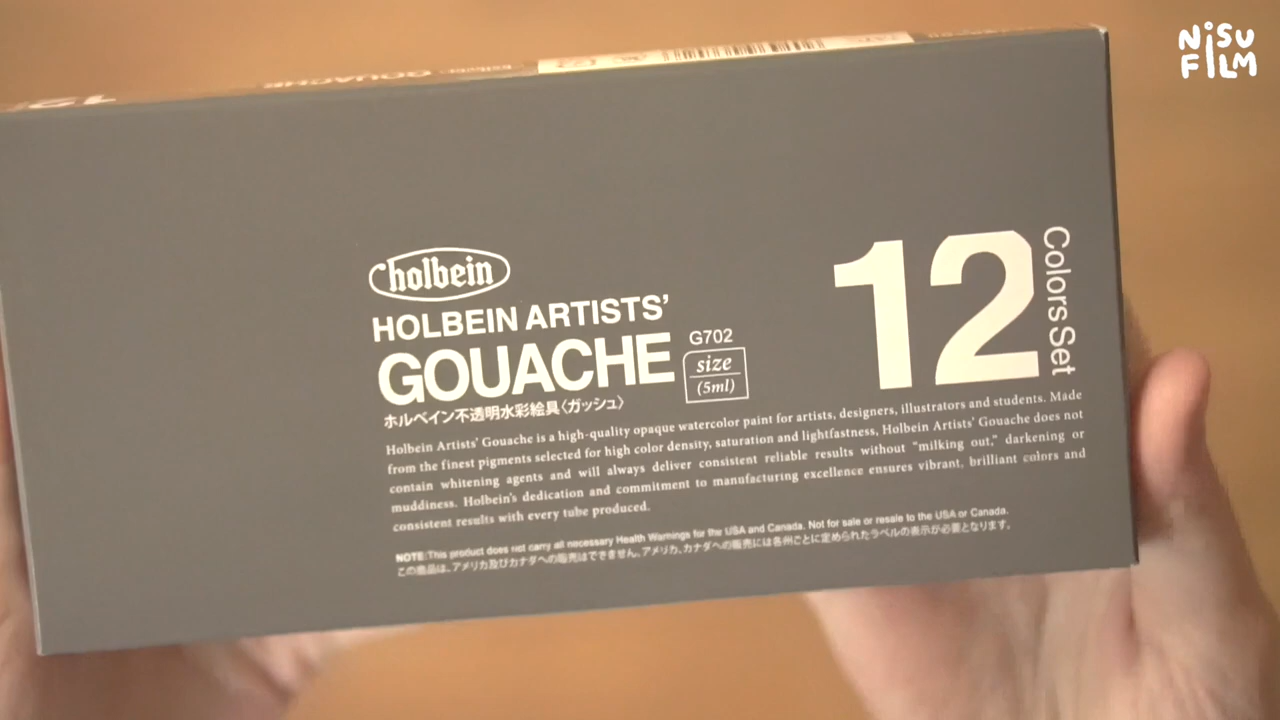 NiSU
FiLM
holbein
HOLBEIN ARTISTS'
GOUACHE
G702
size
(5ml)
12
Colors Set
ホルベイン不透明水彩絵具〈ガッシュ〉
Holbein Artists' Gouache is a high-quality opaque watercolor paint for artists, designers, illustrators and students. Made
from the finest pigments selected for high color density, saturation and lightfastness, Holbein Artists' Gouache does not
contain whitening agents and will always deliver consistent reliable results without "milking out," darkening or
muddiness. Holbein's dedication and commitment to manufacturing excellence ensures vibrant, brilliant colors and
consistent results with every tube produced.
NOTE:This product does not carry all necessary Health Warnings for the USA and Canada. Not for sale or resale to the USA or Canada.
この商品は、アメリカ及びカナダへの販売はできません。アメリカ、カナダへの販売には各州ごとに定められたラベルの表示が必要となります。
holbein GOUACHE
12